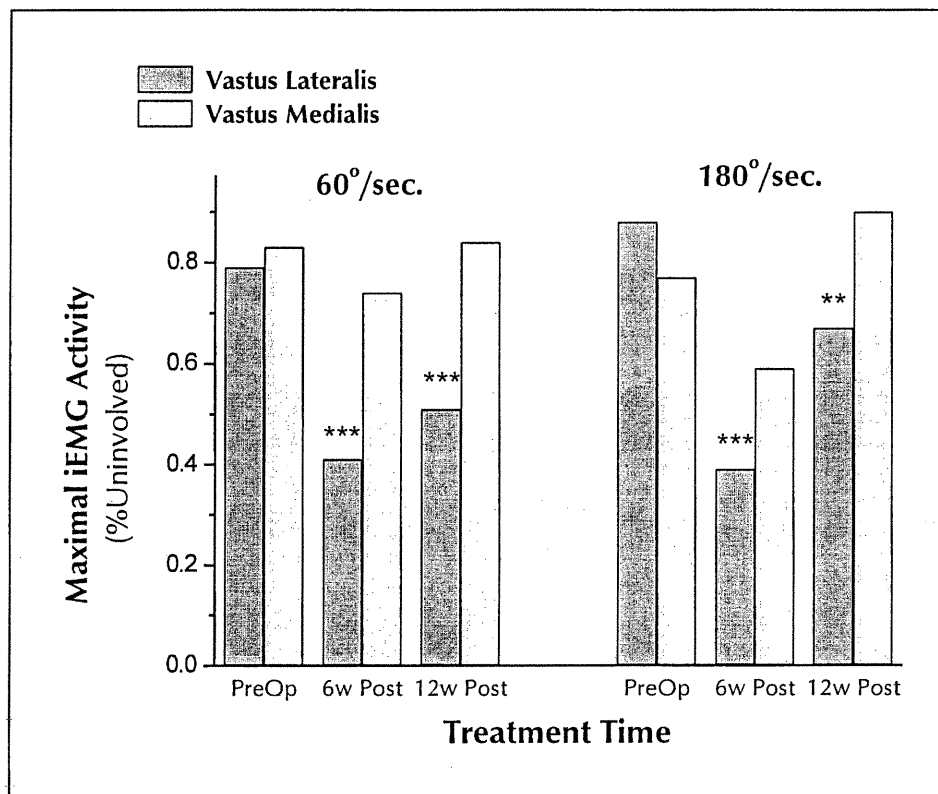 Vastus Lateralis
Vastus Medialis
60°/sec.
180°/sec.
Maximal iEMG Activity
(%Uninvolved)
0.8
0.6
0.4
0.2
0.0
***
***
***
**
PreOp 6w Post 12w Post
PreOp 6w Post 12w Post
Treatment Time